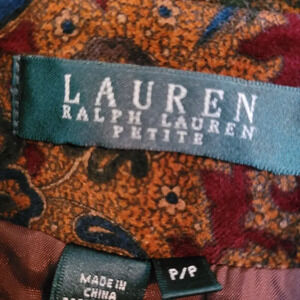 LAUREN
RALPH LAUREN
PETITE
MADE IN
CHINA
P/P